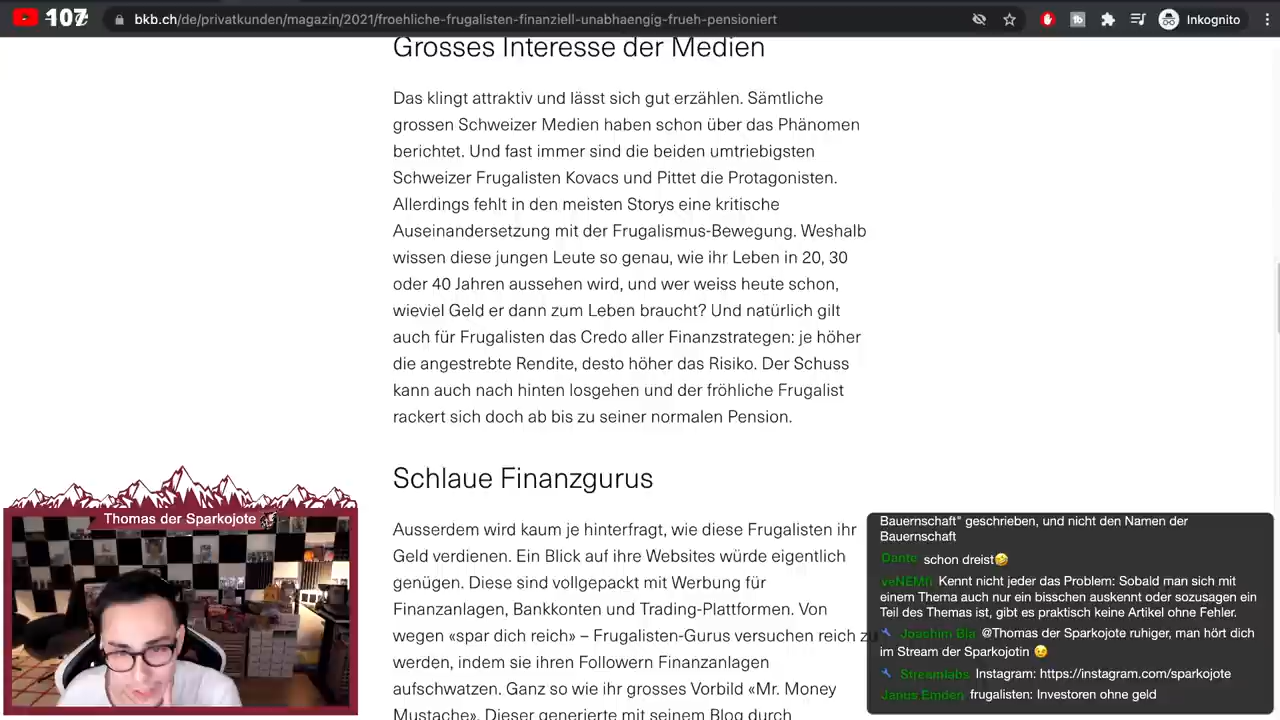 107
bkb.ch/de/privatkunden/magazin/2021/froehliche-frugalisten-finanziell-unabhaengig-frueh-pensioniert
Inkognito
Grosses Interesse der Medien
Das klingt attraktiv und lässt sich gut erzählen. Sämtliche
grossen Schweizer Medien haben schon über das Phänomen
berichtet. Und fast immer sind die beiden umtriebigsten
Schweizer Frugalisten Kovacs und Pittet die Protagonisten.
Allerdings fehlt in den meisten Storys eine kritische
Auseinandersetzung mit der Frugalismus-Bewegung. Weshalb
wissen diese jungen Leute so genau, wie ihr Leben in 20, 30
oder 40 Jahren aussehen wird, und wer weiss heute schon,
wieviel Geld er dann zum Leben braucht? Und natürlich gilt
auch für Frugalisten das Credo aller Finanzstrategen: je höher
die angestrebte Rendite, desto höher das Risiko. Der Schuss
kann auch nach hinten losgehen und der fröhliche Frugalist
rackert sich doch ab bis zu seiner normalen Pension.
Schlaue Finanzgurus
Ausserdem wird kaum je hinterfragt, wie diese Frugalisten ihr
Geld verdienen. Ein Blick auf ihre Websites würde eigentlich
genügen. Diese sind vollgepackt mit Werbung für
Finanzanlagen, Bankkonten und Trading-Plattformen. Von
wegen «spar dich reich» – Frugalisten-Gurus versuchen reich zu
werden, indem sie ihren Followern Finanzanlagen
aufschwatzen. Ganz so wie ihr grosses Vorbild «Mr. Money
Mustache». Dieser generierte mit seinem Blog durch
Thomas der Sparkojote
Bauernschaft" geschrieben, und nicht den Namen der
Bauernschaft
Dante schon dreist🤣
veNEMn Kennt nicht jeder das Problem: Sobald man sich mit
einem Thema auch nur ein bisschen auskennt oder sozusagen ein
Teil des Themas ist, gibt es praktisch keine Artikel ohne Fehler.
Joachim Bla @Thomas der Sparkojote ruhiger, man hört dich
im Stream der Sparkojotin 😉
Streamlabs Instagram: https://instagram.com/sparkojote
Janus Emden frugalisten: Investoren ohne geld